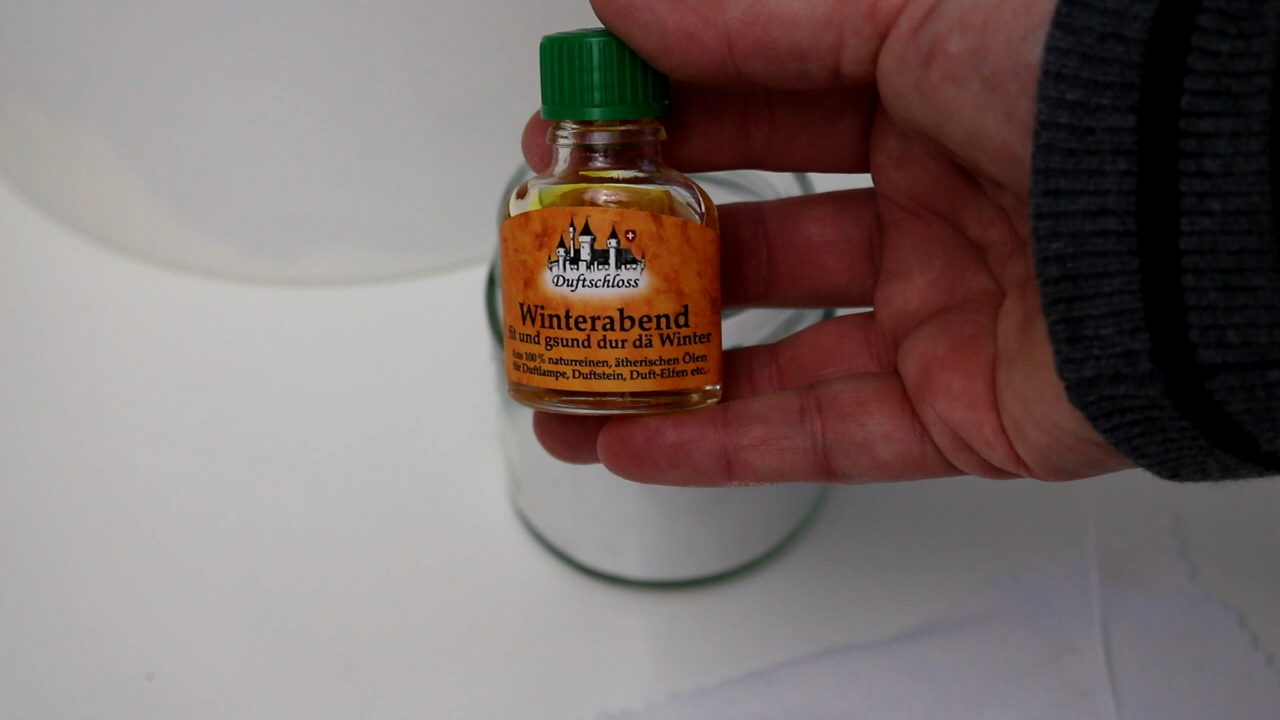 Duftschloss
Winterabend
fit und gsund dur dä Winter
Aus 100% naturreinen, ätherischen Ölen
für Duftlampe, Duftstein, Duft-Elfen etc.